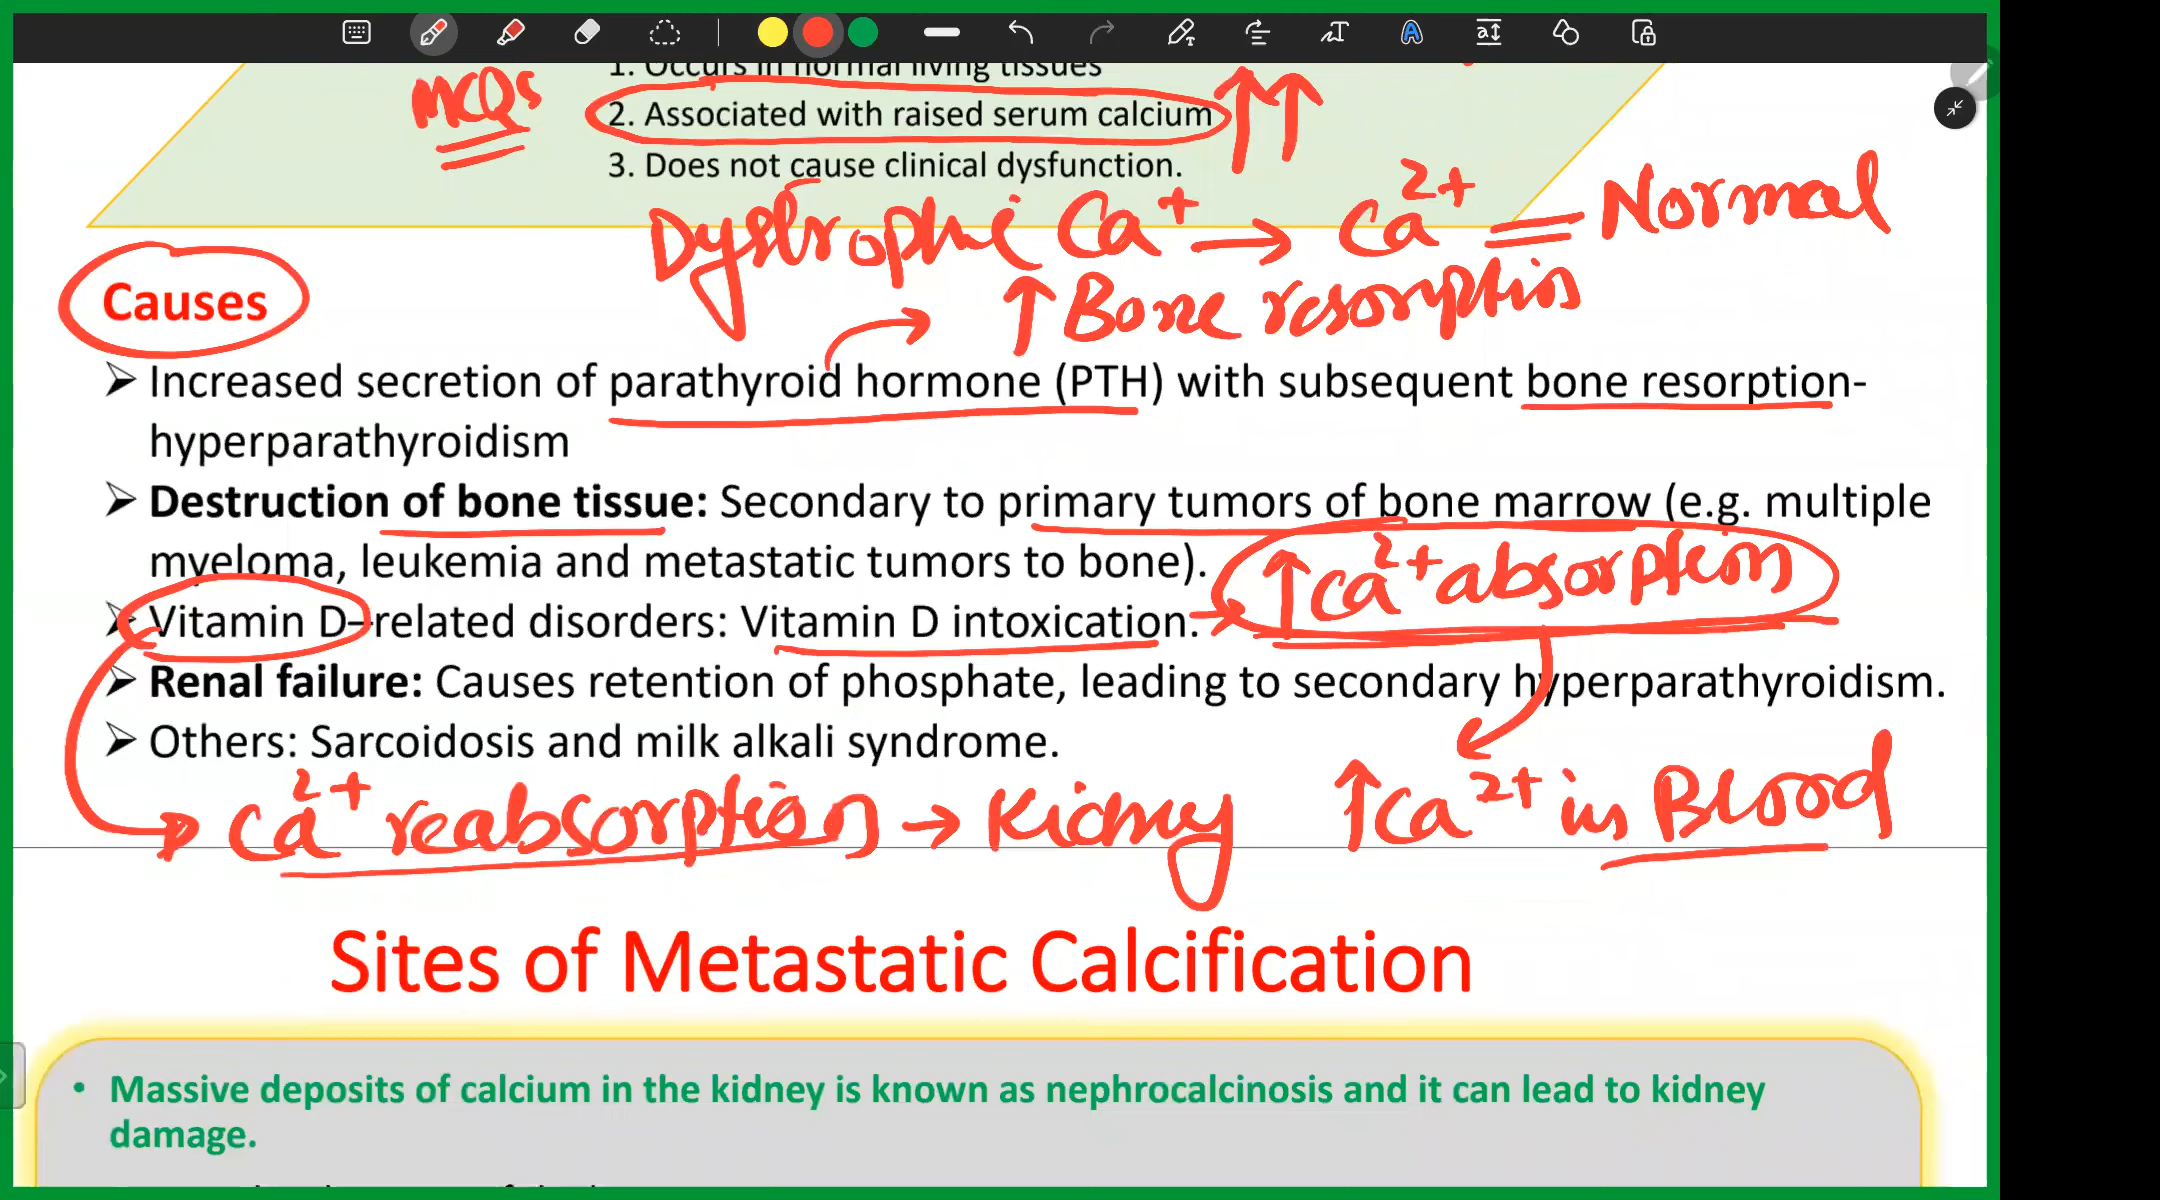 1. Occurs in normal living tissues
MCQs
2. Associated with raised serum calcium ↑↑
3. Does not cause clinical dysfunction.
Dystrophic Ca+ → Ca2+ = Normal
Causes
↑ Bone resorption
➤ Increased secretion of parathyroid hormone (PTH) with subsequent bone resorption-
hyperparathyroidism
➤ Destruction of bone tissue: Secondary to primary tumors of bone marrow (e.g. multiple
myeloma, leukemia and metastatic tumors to bone).
↑ Ca2+ absorption
➤ Vitamin D–related disorders: Vitamin D intoxication.
➤ Renal failure: Causes retention of phosphate, leading to secondary hyperparathyroidism.
➤ Others: Sarcoidosis and milk alkali syndrome.
Ca2+ reabsorption → Kidney
↑ Ca2+ in Blood
Sites of Metastatic Calcification
• Massive deposits of calcium in the kidney is known as nephrocalcinosis and it can lead to kidney
damage.